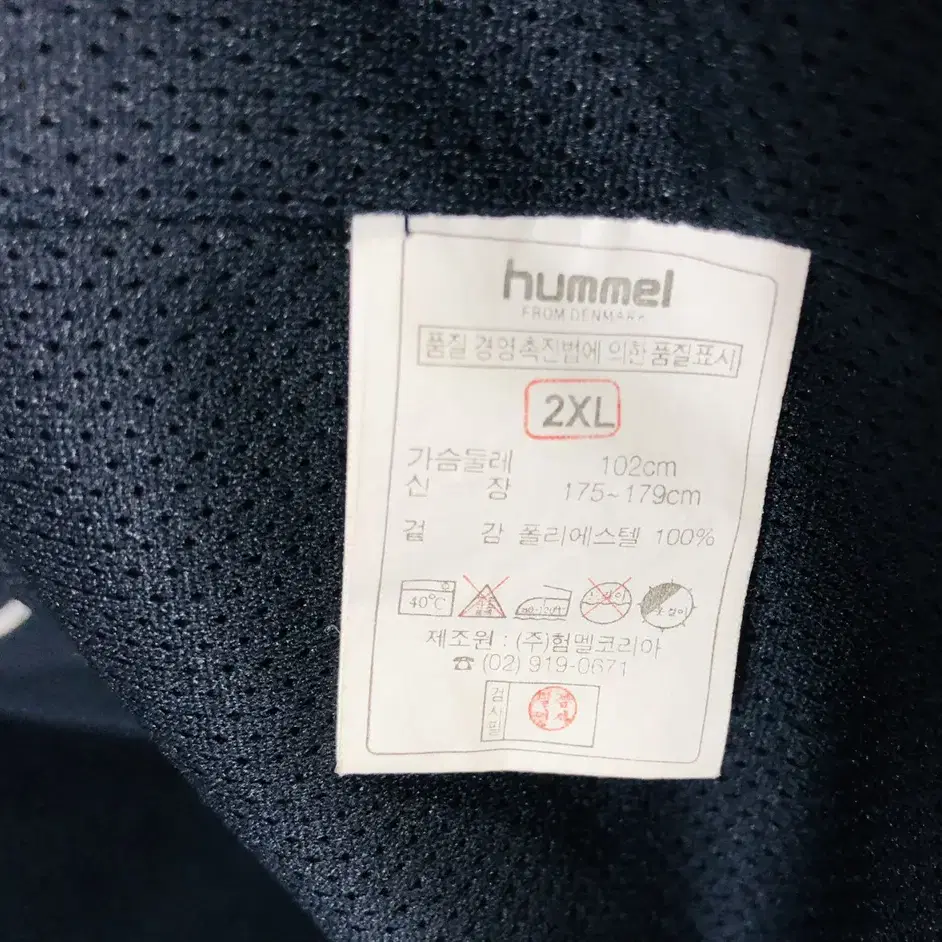 hummel
FROM DENMARK
품질 경영촉진법에 의한 품질표시
2XL
가슴둘레 102cm
신 장 175~179cm
겉 감 폴리에스텔 100%
40℃
제조원 : (주)험멜코리아
☎ (02) 919-0671
검사필